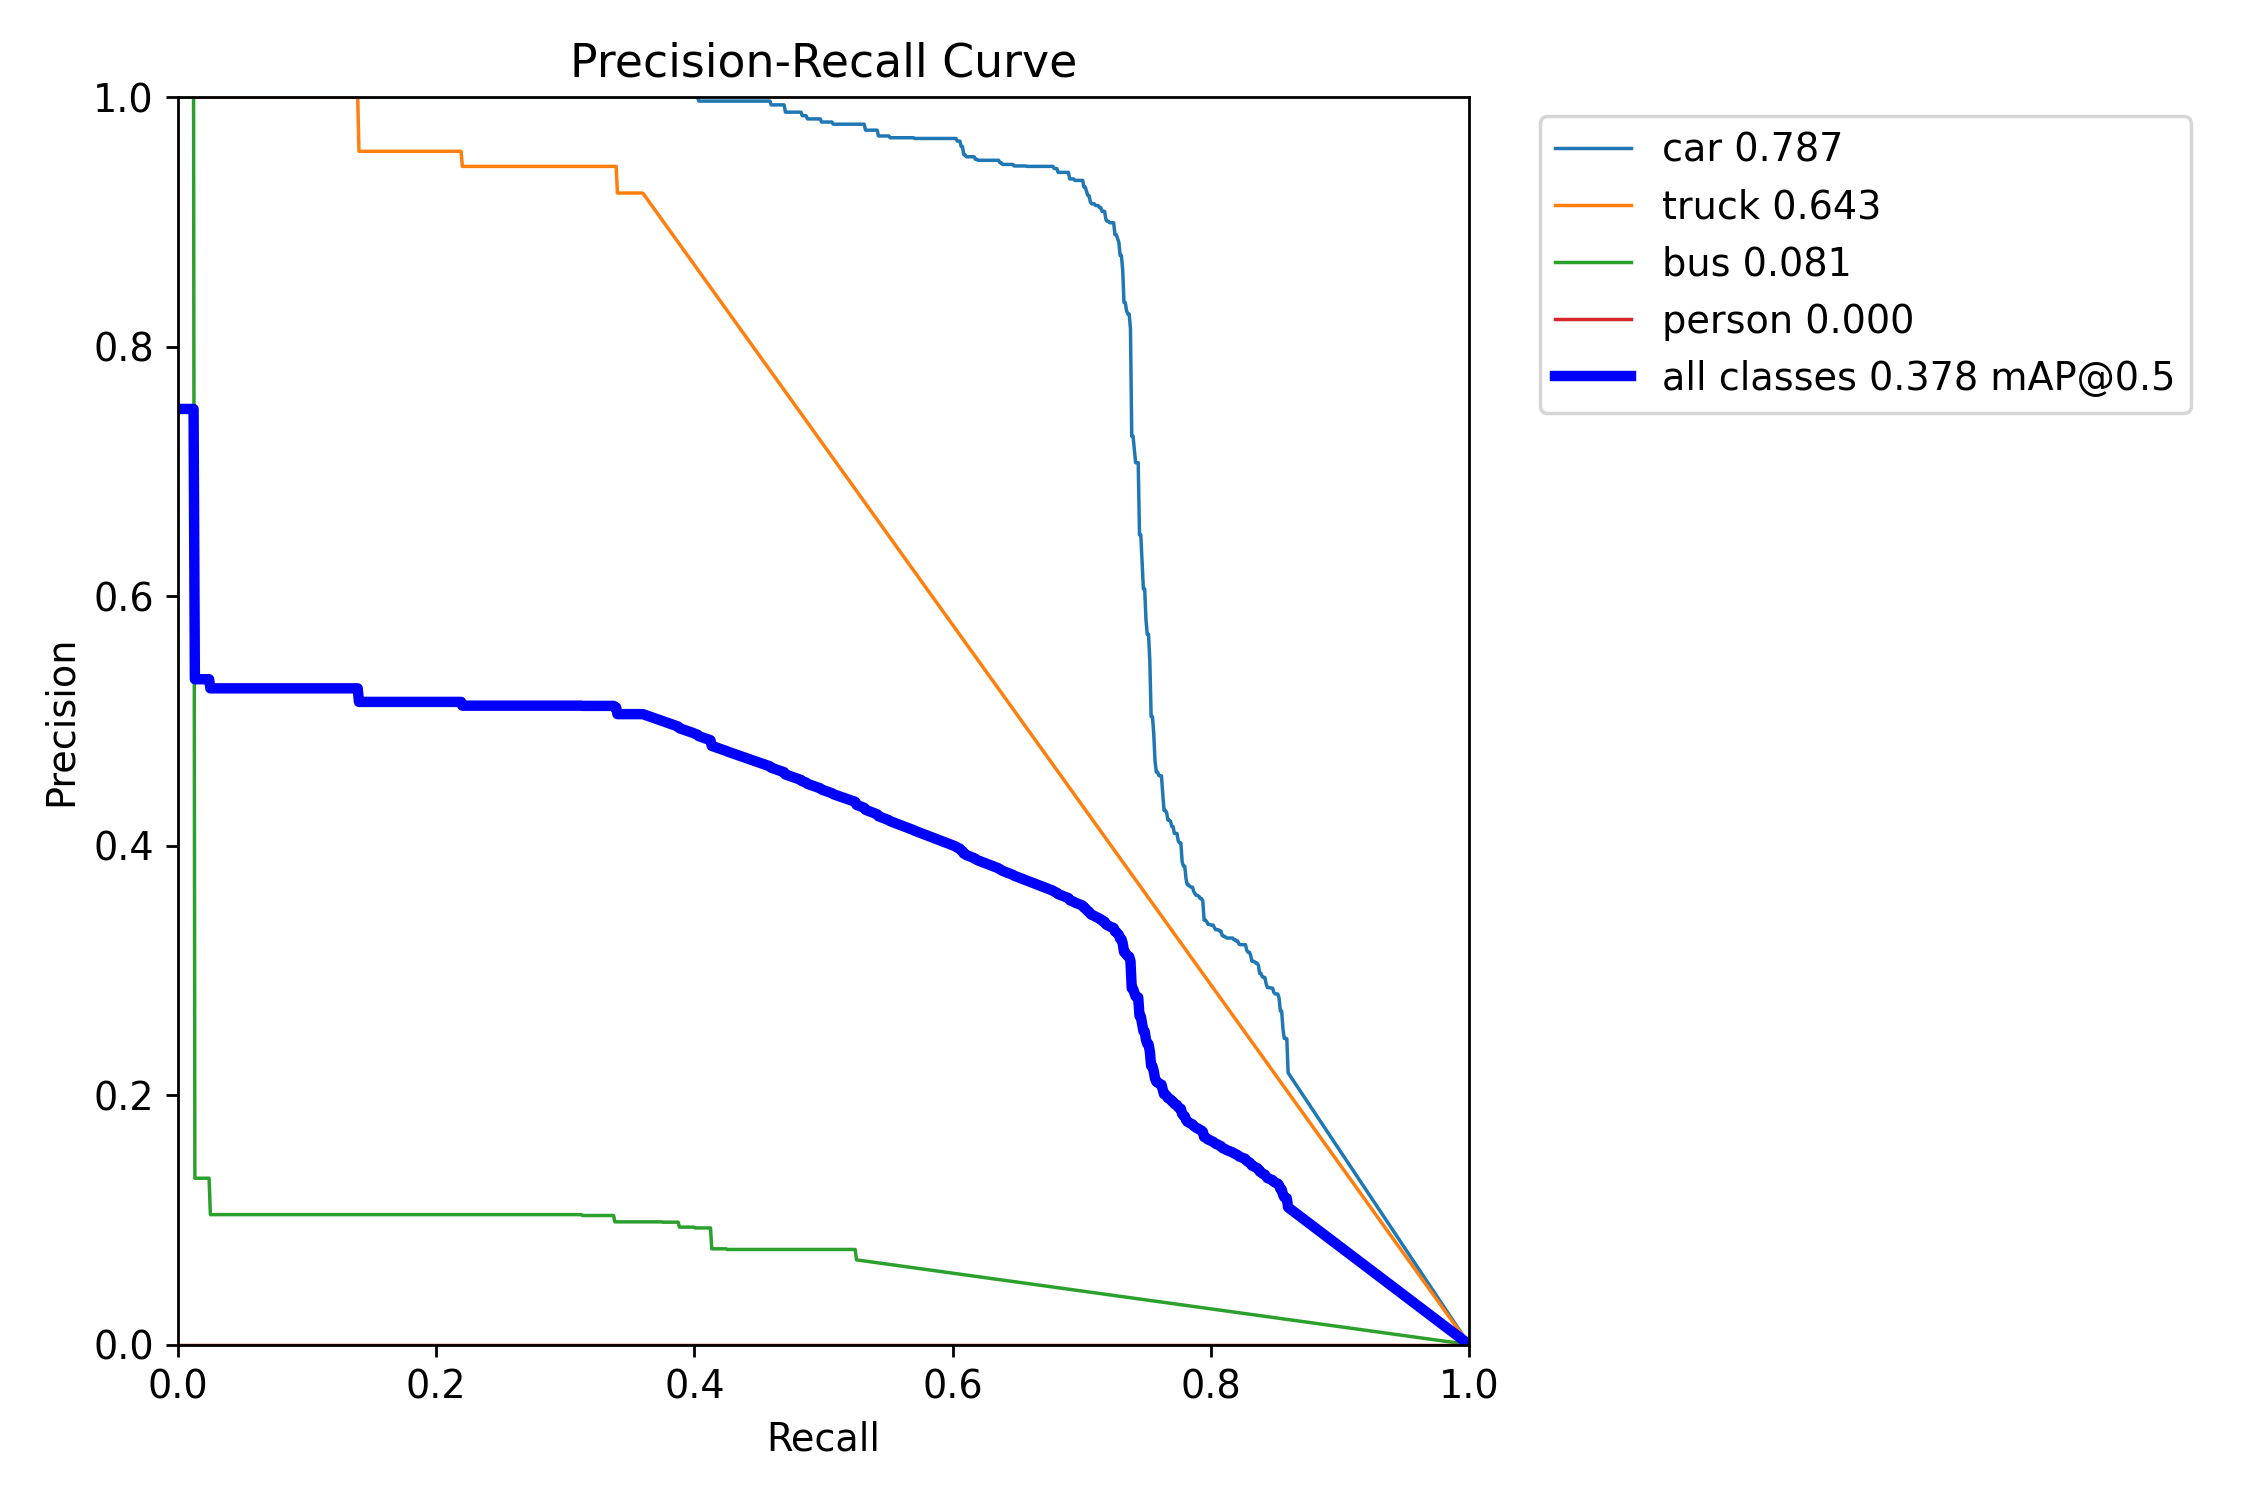 Precision-Recall Curve
1.0
0.8
0.6
0.4
0.2
0.0
Precision
0.0 0.2 0.4 0.6 0.8 1.0
Recall
car 0.787
truck 0.643
bus 0.081
person 0.000
all classes 0.378 mAP@0.5